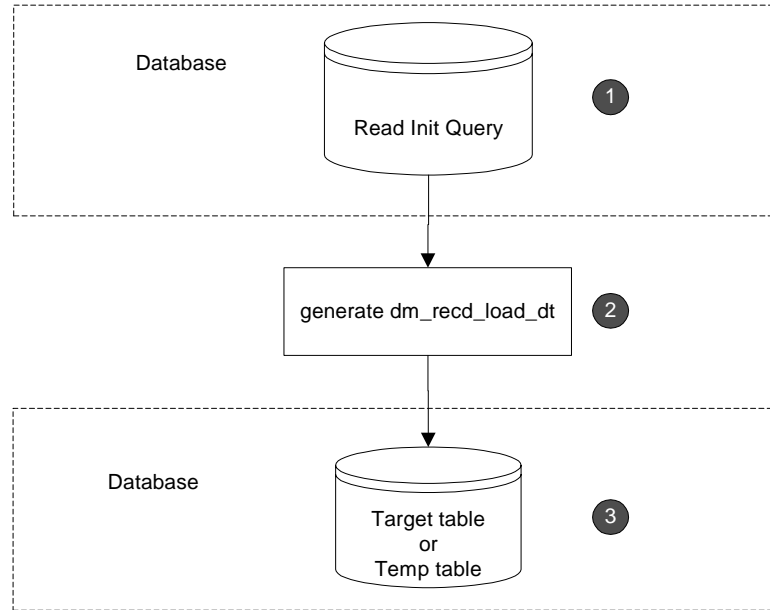 Database
1
Read Init Query
generate dm_recd_load_dt
2
Database
3
Target table
or
Temp table